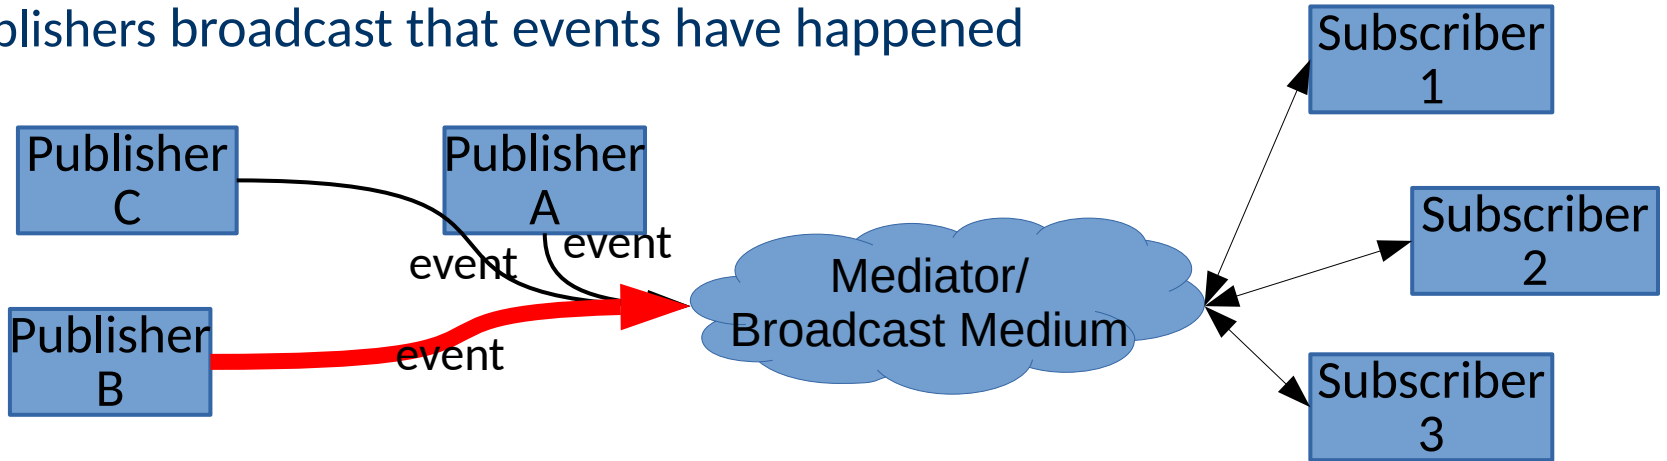 blishers broadcast that events have happened
Subscriber
1
Publisher
C
Publisher
A
event
event
Subscriber
2
Mediator/
Broadcast Medium
Publisher
B
event
Subscriber
3